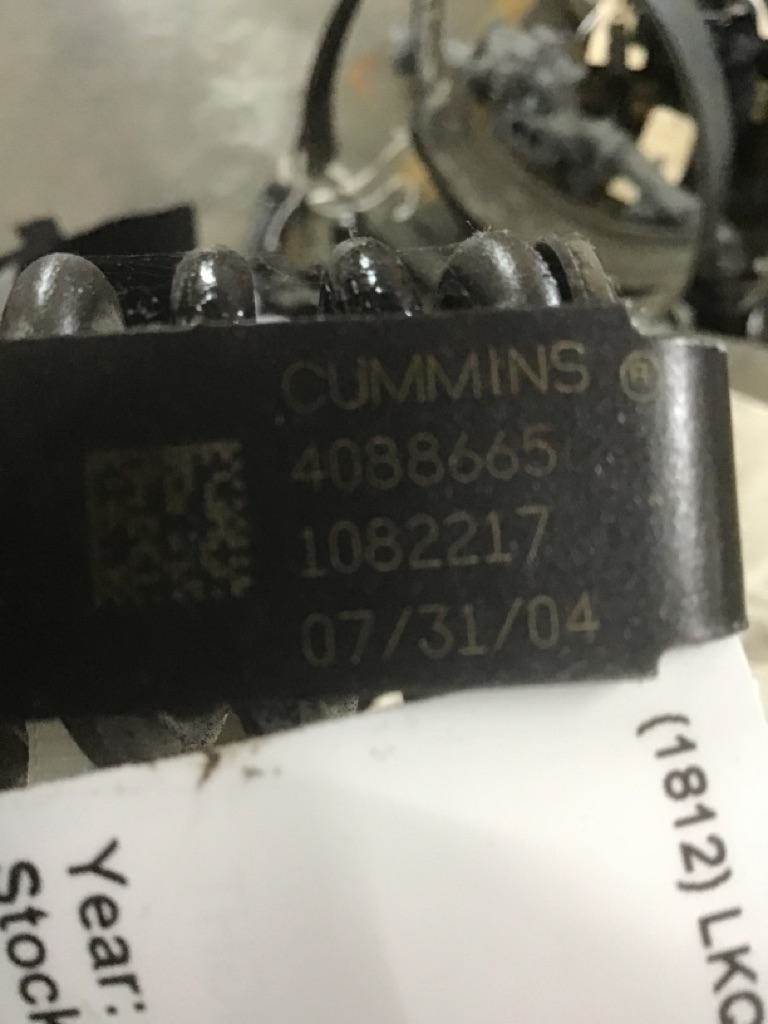 CUMMINS ®
4088665
1082217
07/31/04
(1812) LKQ
Year:
Stock